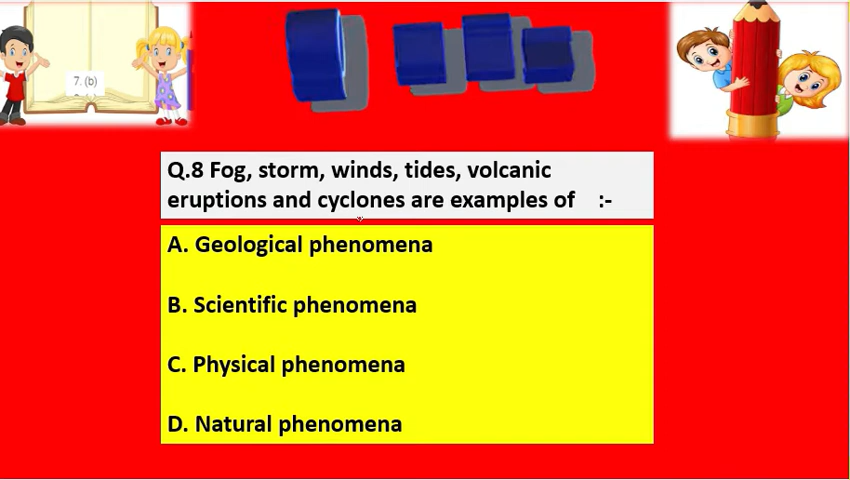 7. (b)
Q.8 Fog, storm, winds, tides, volcanic
eruptions and cyclones are examples of :-
A. Geological phenomena
B. Scientific phenomena
C. Physical phenomena
D. Natural phenomena